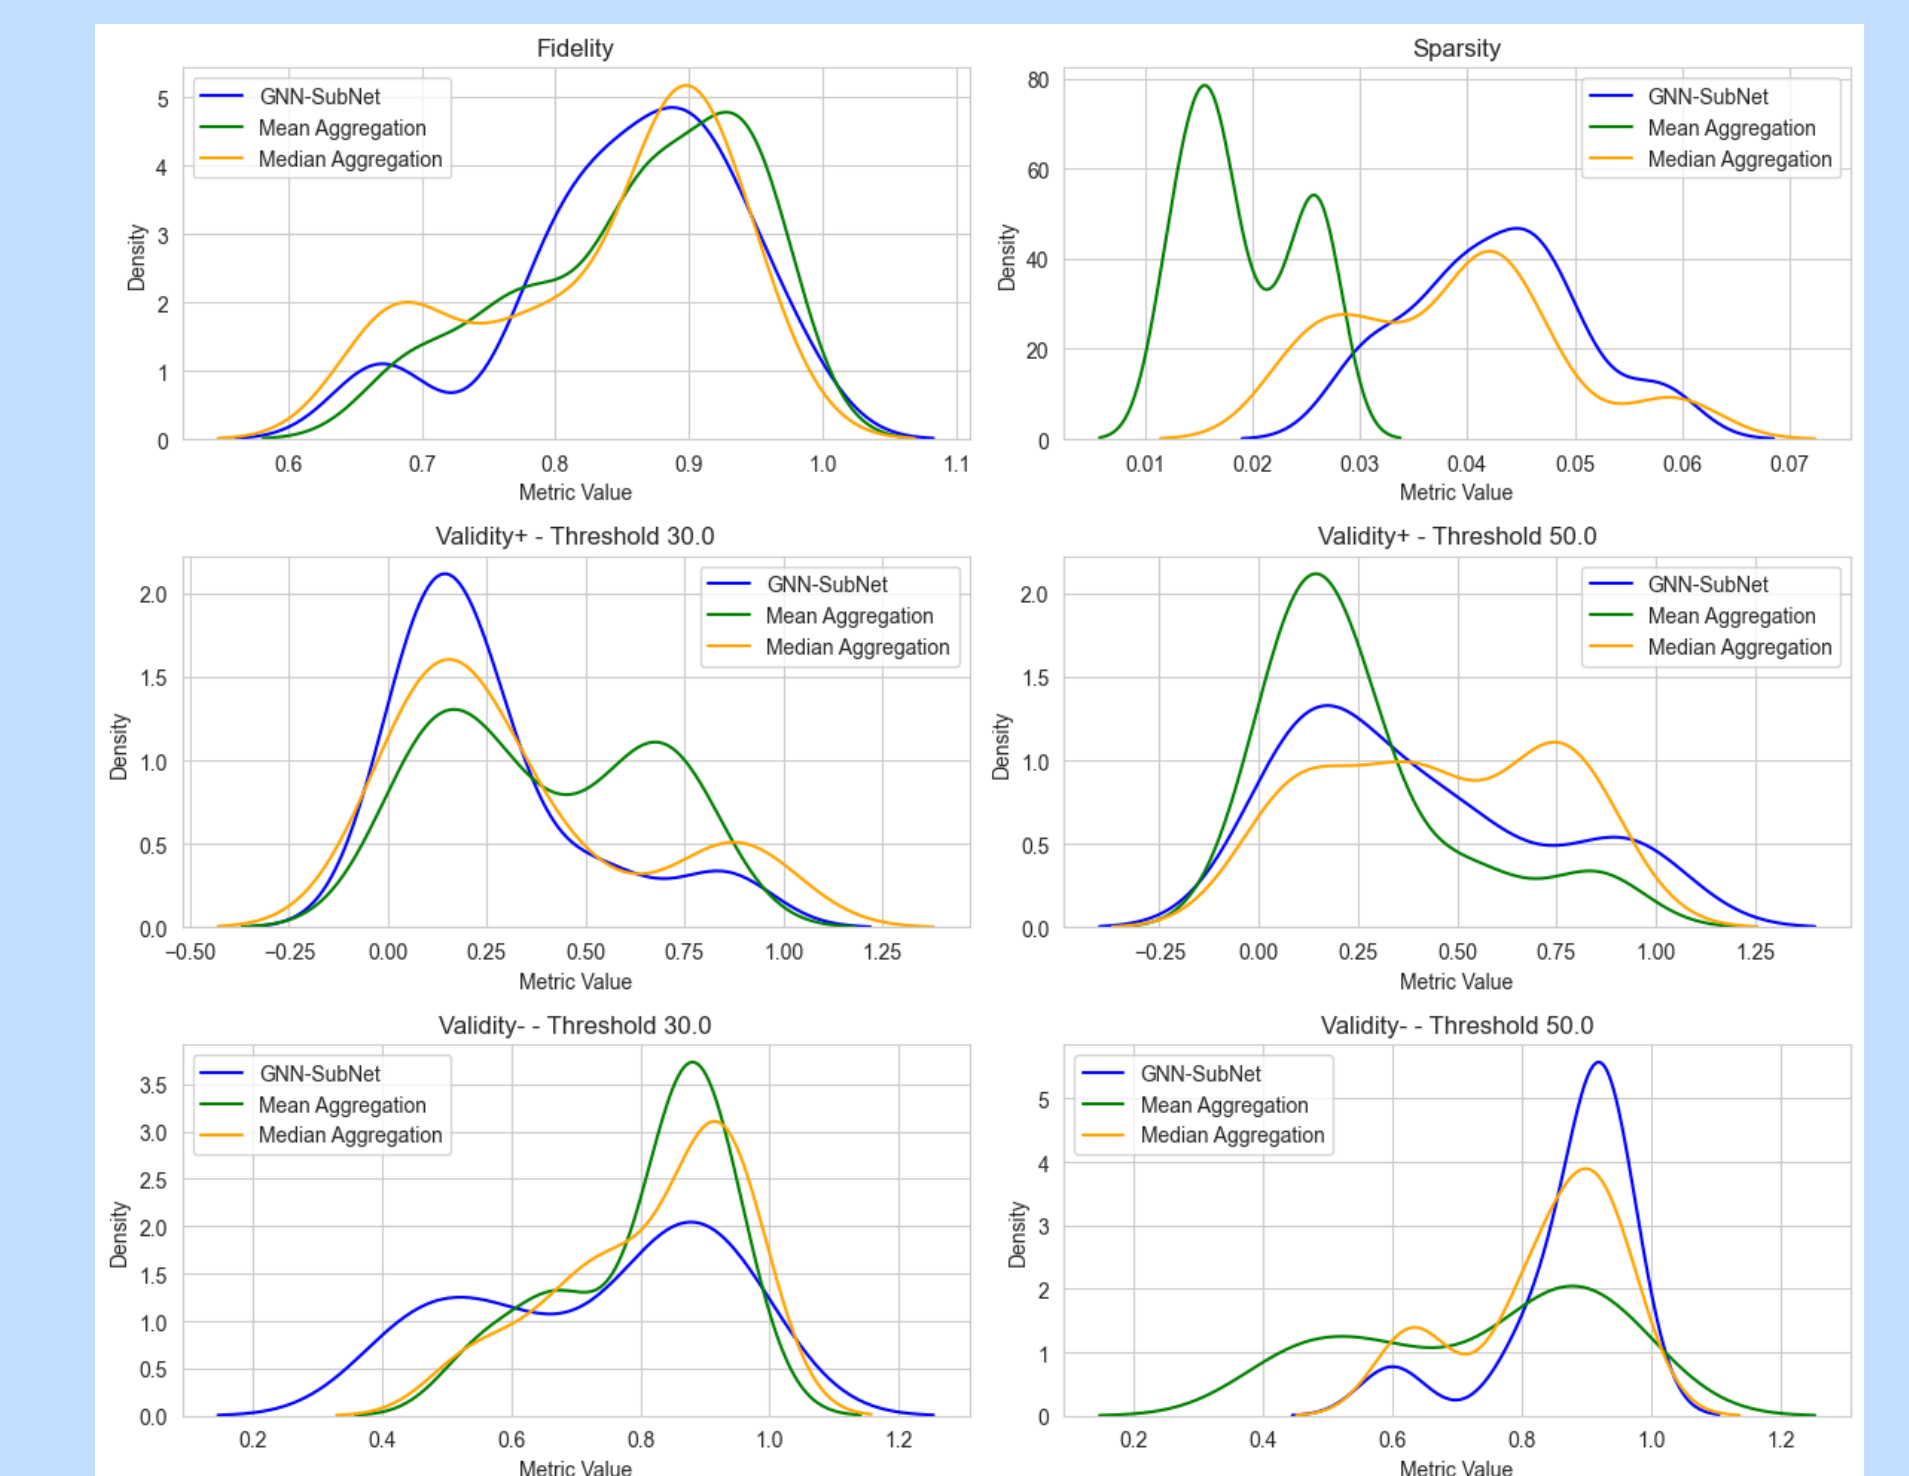 Fidelity
GNN-SubNet
Mean Aggregation
Median Aggregation
Density
5
4
3
2
1
0
0.6 0.7 0.8 0.9 1.0 1.1
Metric Value
Sparsity
GNN-SubNet
Mean Aggregation
Median Aggregation
Density
80
60
40
20
0
0.01 0.02 0.03 0.04 0.05 0.06 0.07
Metric Value
Validity+ - Threshold 30.0
GNN-SubNet
Mean Aggregation
Median Aggregation
Density
2.0
1.5
1.0
0.5
0.0
−0.50 −0.25 0.00 0.25 0.50 0.75 1.00 1.25
Metric Value
Validity+ - Threshold 50.0
GNN-SubNet
Mean Aggregation
Median Aggregation
Density
2.0
1.5
1.0
0.5
0.0
−0.25 0.00 0.25 0.50 0.75 1.00 1.25
Metric Value
Validity- - Threshold 30.0
GNN-SubNet
Mean Aggregation
Median Aggregation
Density
3.5
3.0
2.5
2.0
1.5
1.0
0.5
0.0
0.2 0.4 0.6 0.8 1.0 1.2
Metric Value
Validity- - Threshold 50.0
GNN-SubNet
Mean Aggregation
Median Aggregation
Density
5
4
3
2
1
0
0.2 0.4 0.6 0.8 1.0 1.2
Metric Value